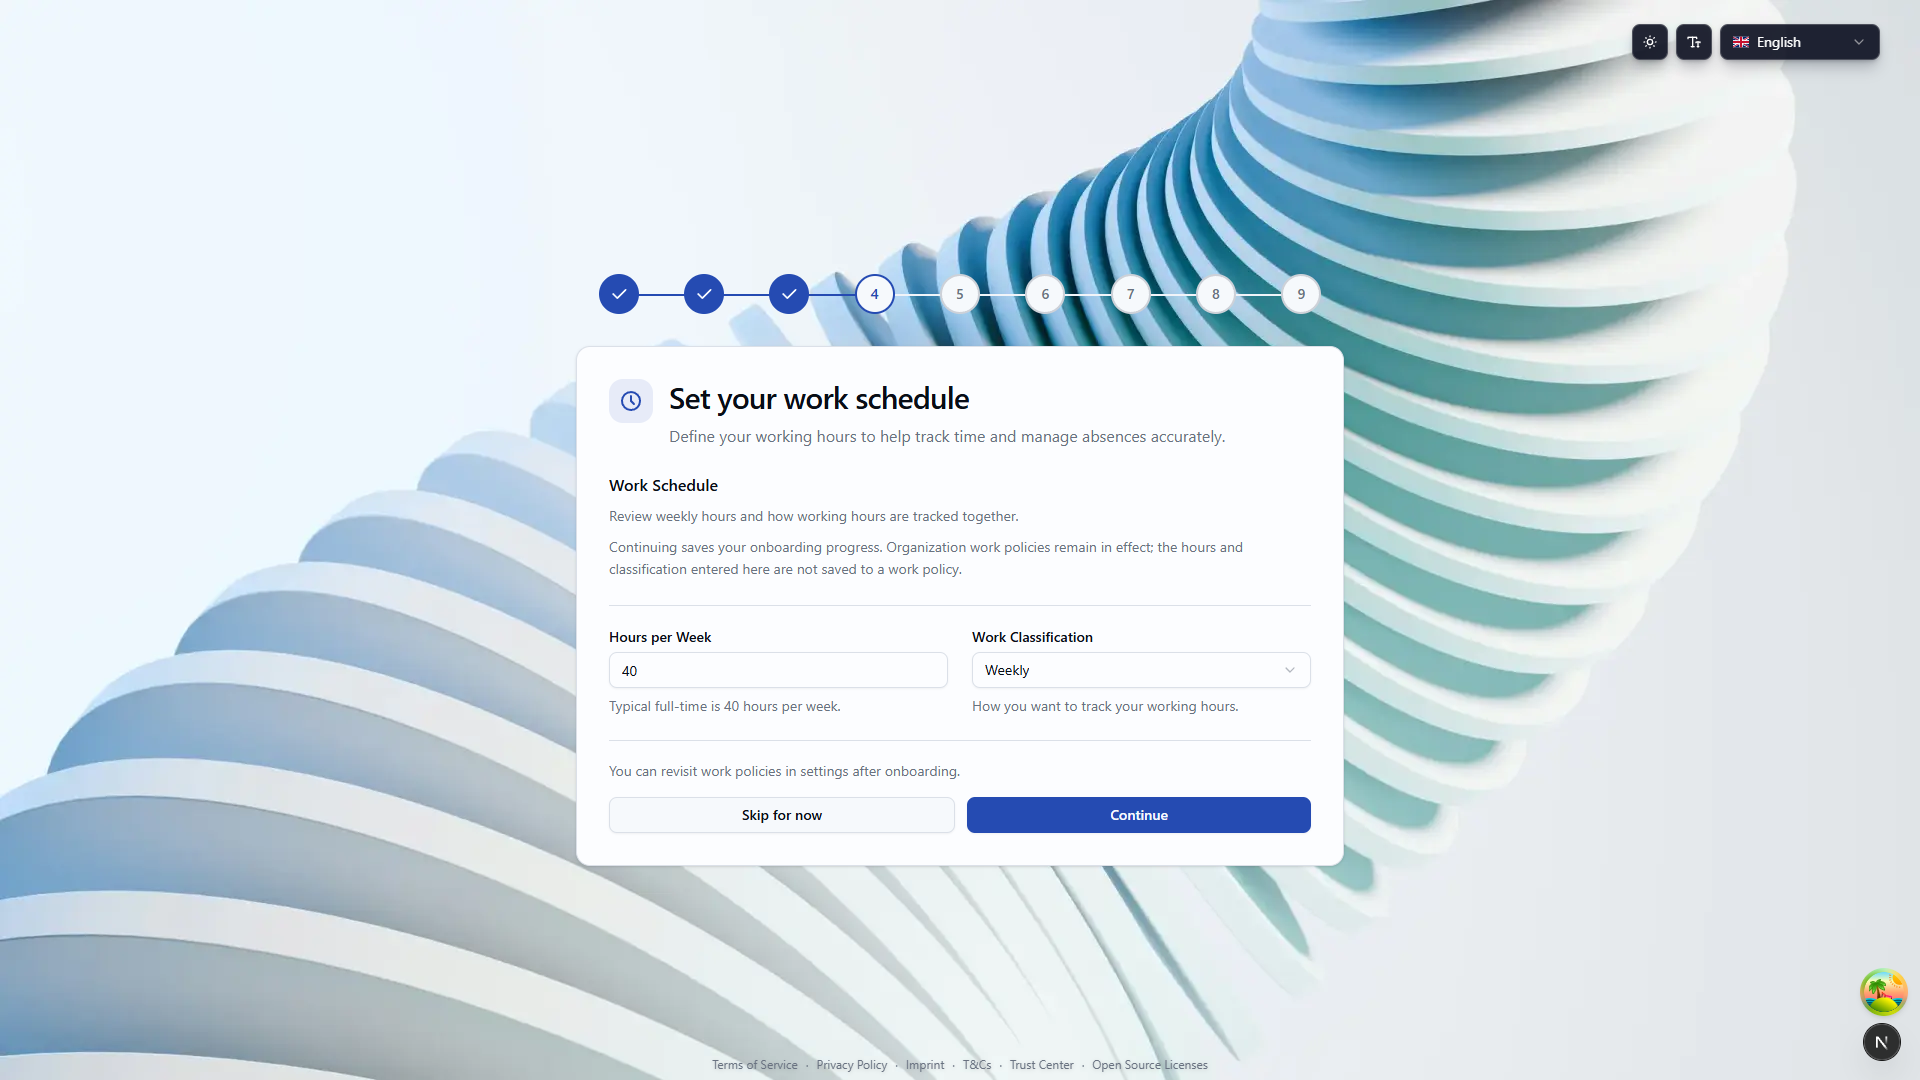 English
4
5
6
7
8
9
Set your work schedule
Define your working hours to help track time and manage absences accurately.
Work Schedule
Review weekly hours and how working hours are tracked together.
Continuing saves your onboarding progress. Organization work policies remain in effect; the hours and
classification entered here are not saved to a work policy.
Hours per Week
Work Classification
40
Weekly
Typical full-time is 40 hours per week.
How you want to track your working hours.
You can revisit work policies in settings after onboarding.
Skip for now
Continue
Terms of Service · Privacy Policy · Imprint · T&Cs · Trust Center · Open Source Licenses
N